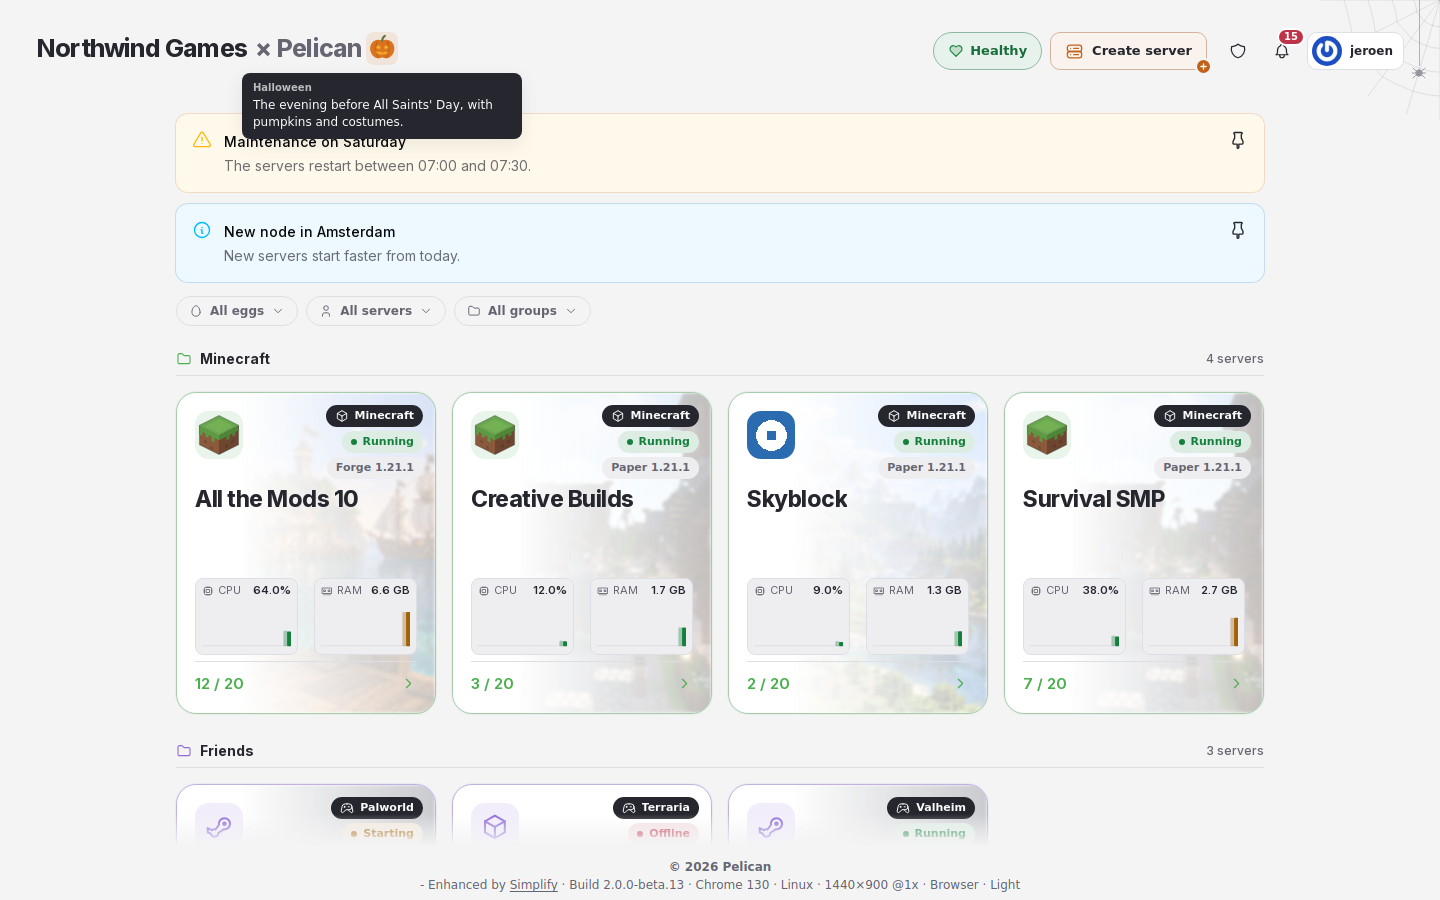 Northwind Games × Pelican
Healthy
Create server
15
jeroen
Halloween
The evening before All Saints' Day, with
pumpkins and costumes.
Maintenance on Saturday
The servers restart between 07:00 and 07:30.
New node in Amsterdam
New servers start faster from today.
All eggs
All servers
All groups
Minecraft
4 servers
Minecraft
Running
Forge 1.21.1
All the Mods 10
CPU 64.0%
RAM 6.6 GB
12 / 20
Minecraft
Running
Paper 1.21.1
Creative Builds
CPU 12.0%
RAM 1.7 GB
3 / 20
Minecraft
Running
Paper 1.21.1
Skyblock
CPU 9.0%
RAM 1.3 GB
2 / 20
Minecraft
Running
Paper 1.21.1
Survival SMP
CPU 38.0%
RAM 2.7 GB
7 / 20
Friends
3 servers
Palworld
Starting
Terraria
Offline
Valheim
Running
© 2026 Pelican
- Enhanced by Simplify · Build 2.0.0-beta.13 · Chrome 130 · Linux · 1440×900 @1x · Browser · Light